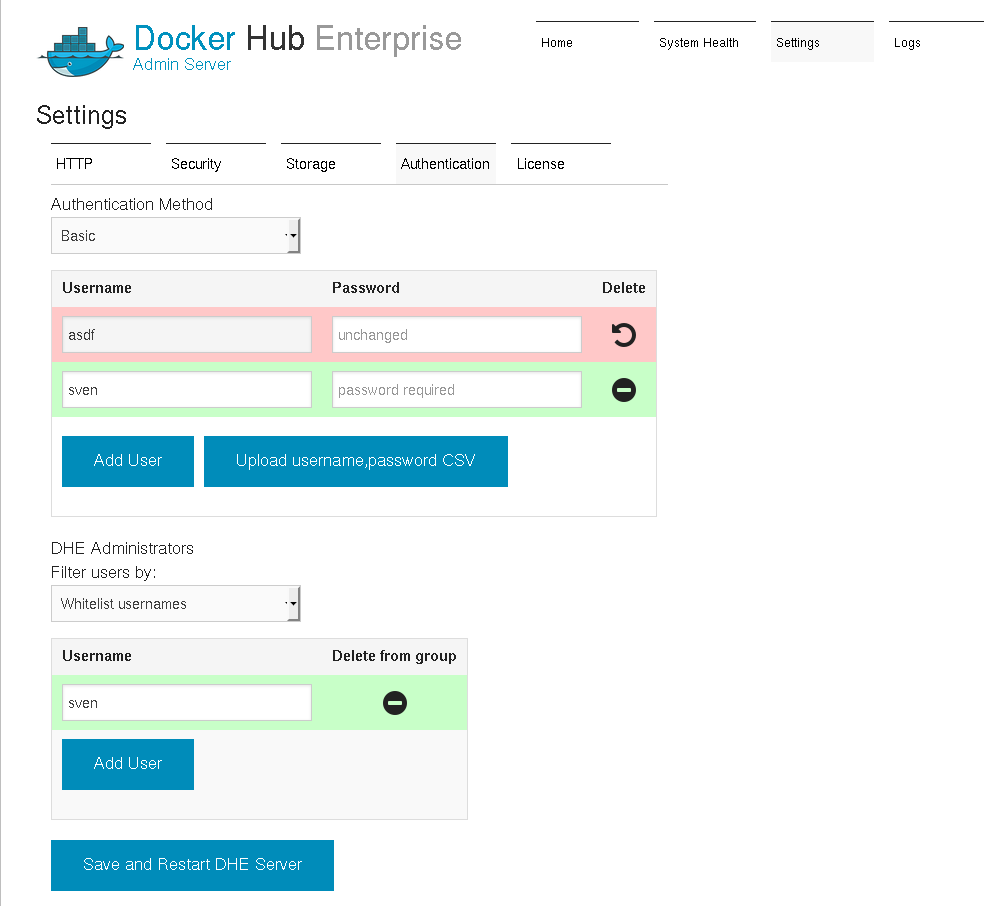 Docker Hub Enterprise
Admin Server
Home
System Health
Settings
Logs
Settings
HTTP
Security
Storage
Authentication
License
Authentication Method
Basic
Username Password Delete
asdf unchanged
sven password required
Add User Upload username,password CSV
DHE Administrators
Filter users by:
Whitelist usernames
Username Delete from group
sven
Add User
Save and Restart DHE Server